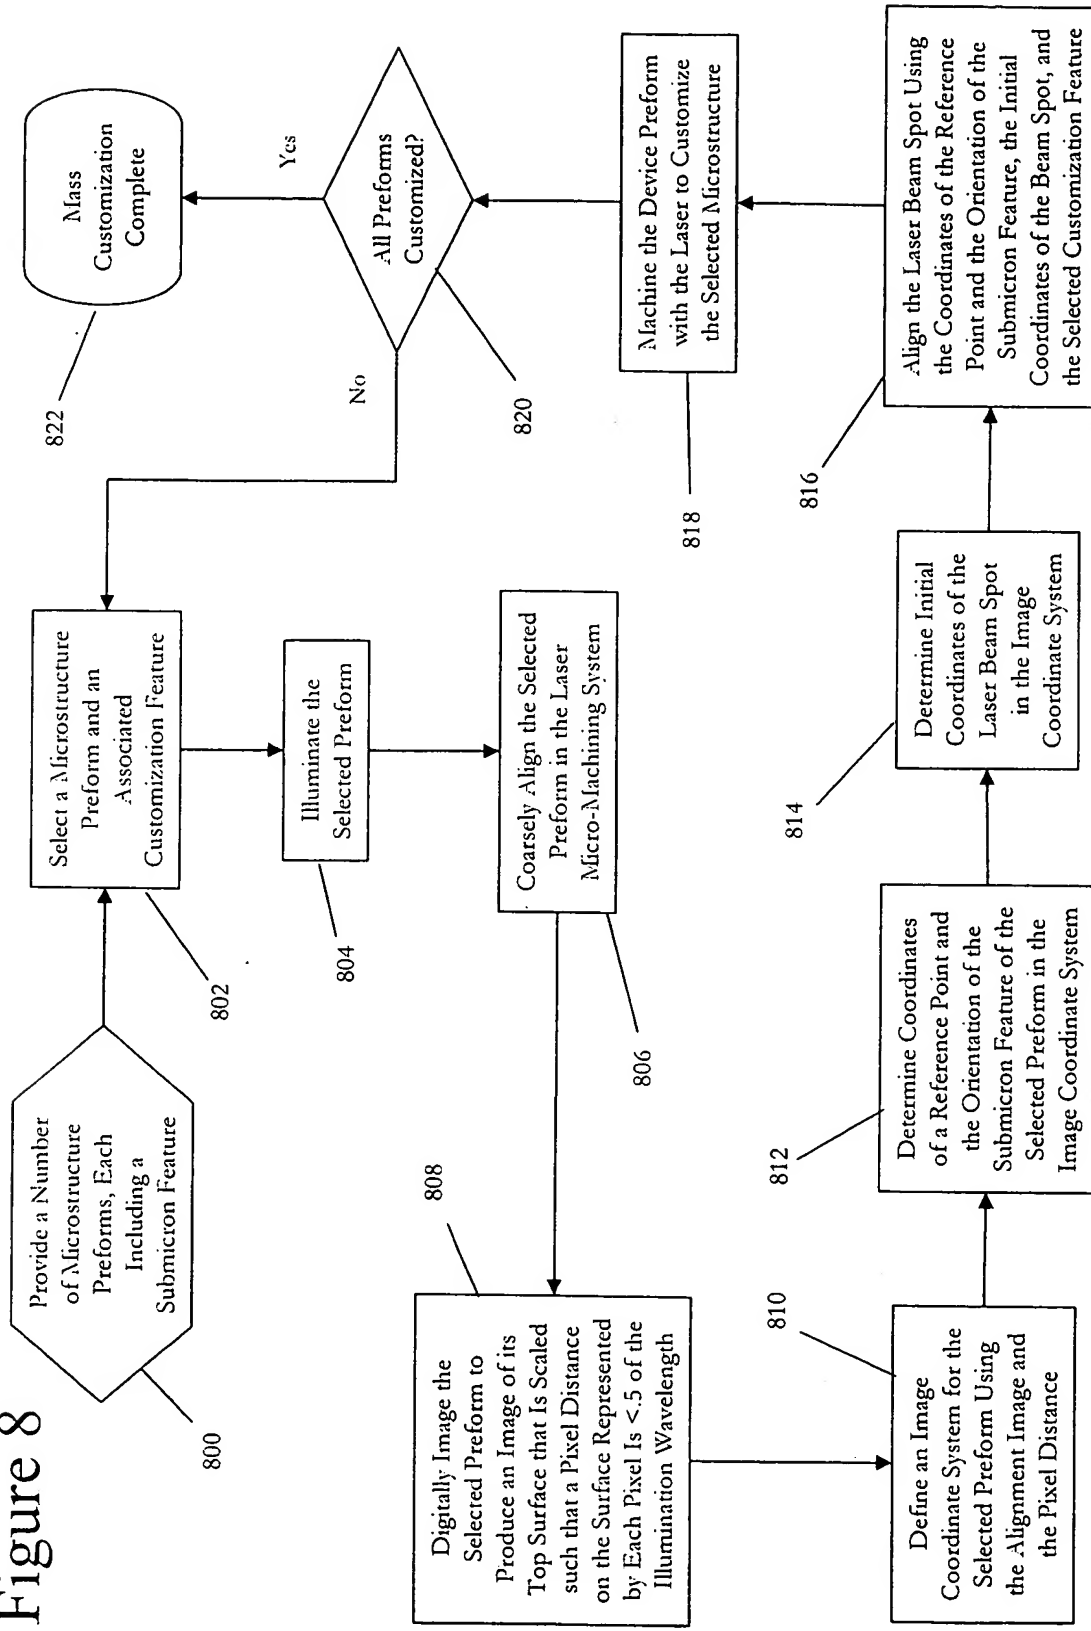 Figure 8
Provide a Number
of Microstructure
Preforms, Each
Including a
Submicron Feature
800
Select a Microstructure
Preform and an
Associated
Customization Feature
802
Illuminate the
Selected Preform
804
Coarsely Align the Selected
Preform in the Laser
Micro-Machining System
806
Digitally Image the
Selected Preform to
Produce an Image of its
Top Surface that Is Scaled
such that a Pixel Distance
on the Surface Represented
by Each Pixel Is <.5 of the
Illumination Wavelength
808
Define an Image
Coordinate System for the
Selected Preform Using
the Alignment Image and
the Pixel Distance
810
Determine Coordinates
of a Reference Point and
the Orientation of the
Submicron Feature of the
Selected Preform in the
Image Coordinate System
812
Determine Initial
Coordinates of the
Laser Beam Spot
in the Image
Coordinate System
814
Align the Laser Beam Spot Using
the Coordinates of the Reference
Point and the Orientation of the
Submicron Feature, the Initial
Coordinates of the Beam Spot, and
the Selected Customization Feature
816
Machine the Device Preform
with the Laser to Customize
the Selected Microstructure
818
All Preforms
Customized?
820
No
Yes
Mass
Customization
Complete
822